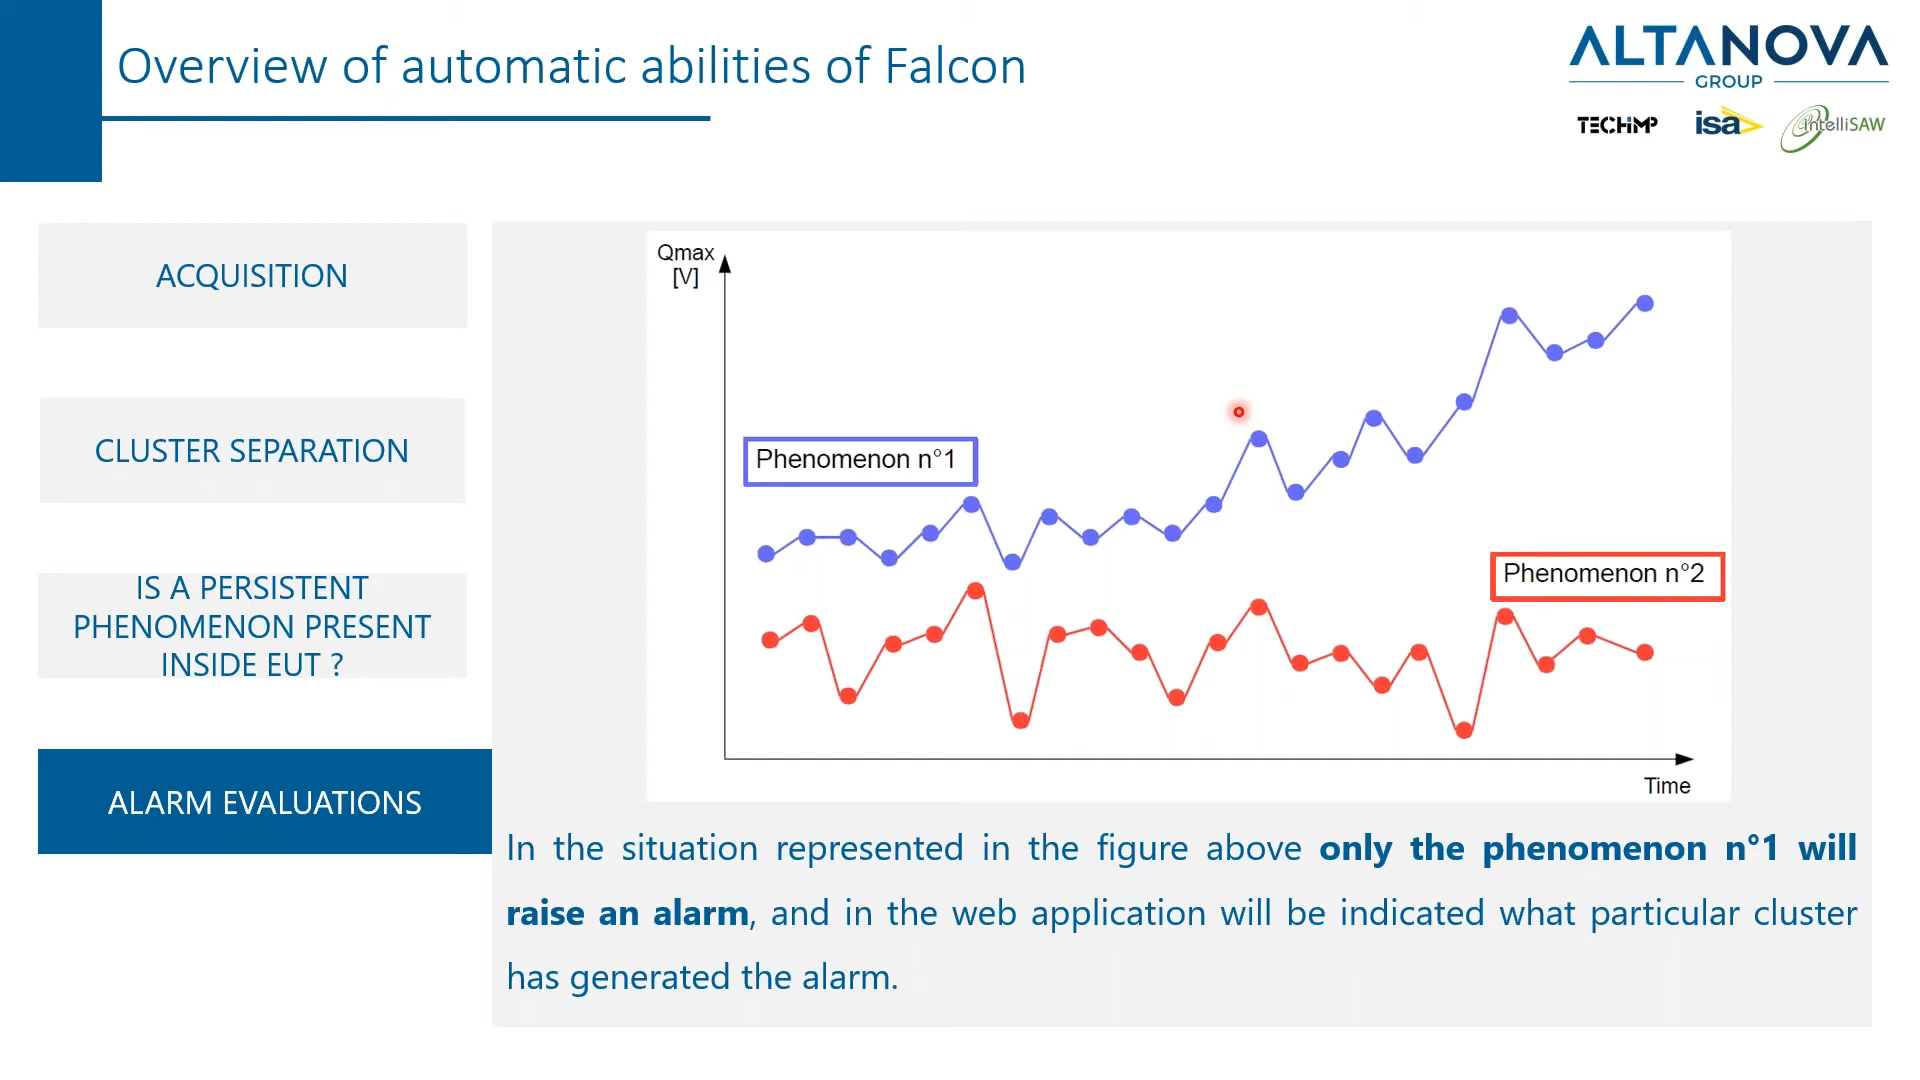 Overview of automatic abilities of Falcon
ALTANOVA
GROUP
TECHIMP
isa
intelliSAW
ACQUISITION
CLUSTER SEPARATION
IS A PERSISTENT
PHENOMENON PRESENT
INSIDE EUT ?
ALARM EVALUATIONS
Qmax
[V]
Phenomenon n°1
Phenomenon n°2
Time
In the situation represented in the figure above only the phenomenon n°1 will
raise an alarm, and in the web application will be indicated what particular cluster
has generated the alarm.